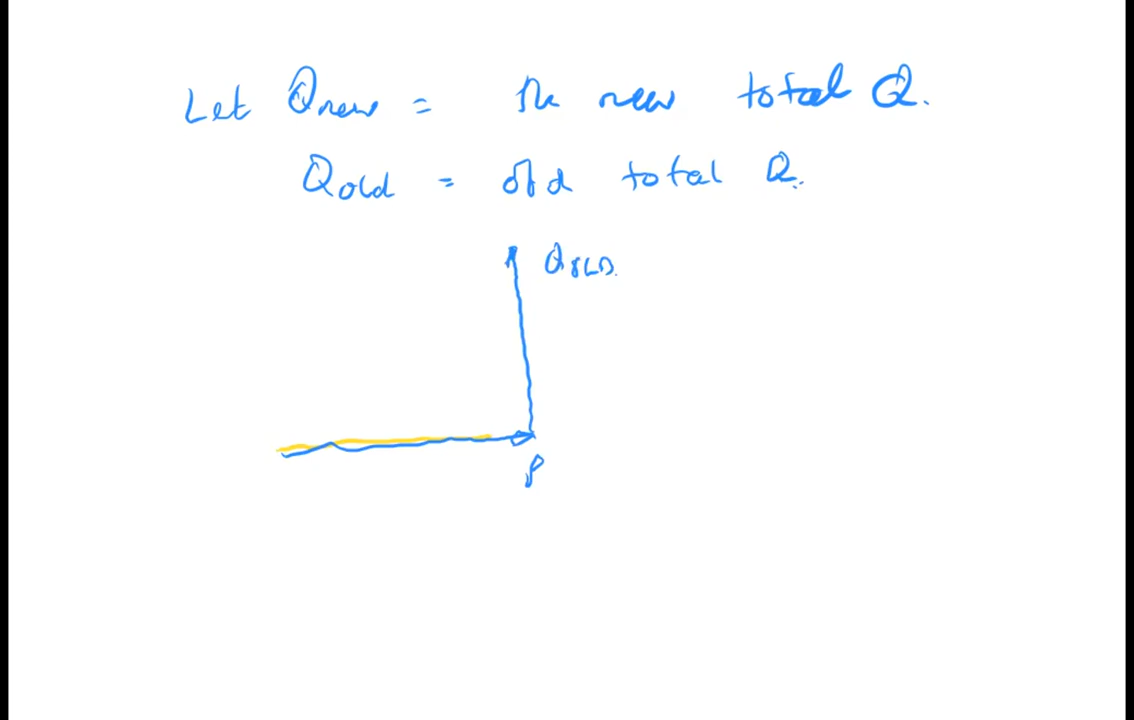 Let Qnew = the new total Q.
Qold = old total Q.
QOLD.
P